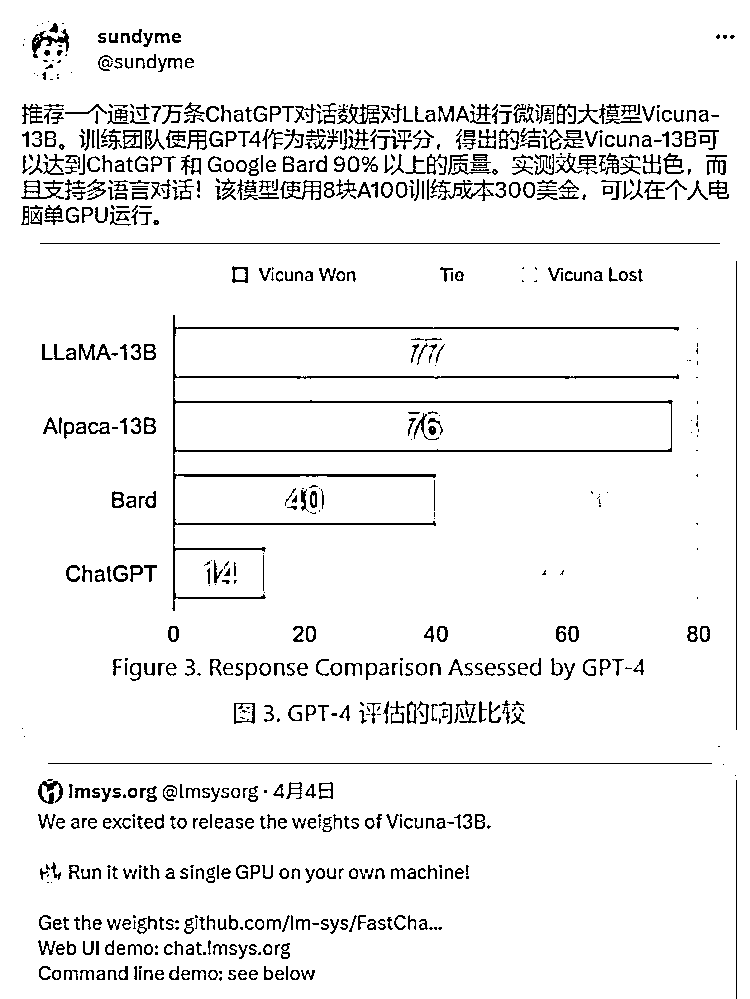 sundyme
@sundyme
推荐一个通过7万条ChatGPT对话数据对LLaMA进行微调的大模型Vicuna-
13B。训练团队使用GPT4作为裁判进行评分，得出的结论是Vicuna-13B可
以达到ChatGPT 和 Google Bard 90% 以上的质量。实测效果确实出色，而
且支持多语言对话！该模型使用8块A100训练成本300美金，可以在个人电
脑单GPU运行。
Vicuna Won Tie Vicuna Lost
LLaMA-13B 77
Alpaca-13B 76
Bard 40
ChatGPT 14
0 20 40 60 80
Figure 3. Response Comparison Assessed by GPT-4
图 3. GPT-4 评估的响应比较
lmsys.org @lmsysorg · 4月4日
We are excited to release the weights of Vicuna-13B.
Run it with a single GPU on your own machine!
Get the weights: github.com/lm-sys/FastCha...
Web UI demo: chat.lmsys.org
Command line demo: see below